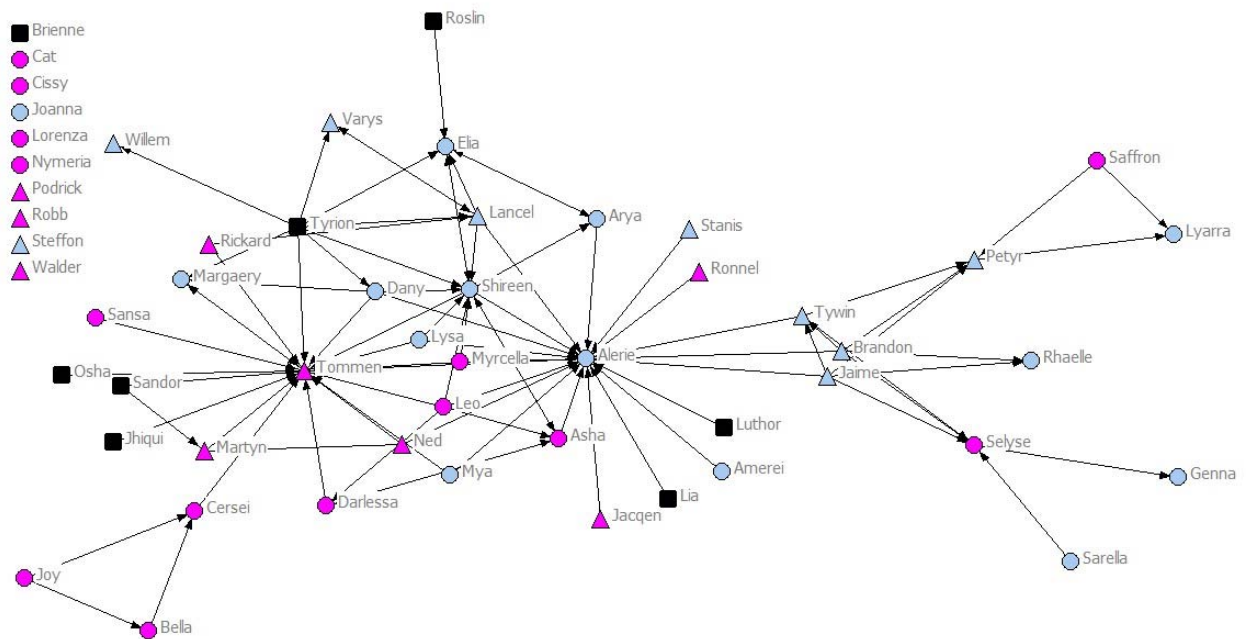 Brienne
Cat
Cissy
Joanna
Lorenza
Nymeria
Podrick
Robb
Steffon
Walder
Roslin
Varys
Willem
Elia
Saffron
Tyrion
Lancel
Arya
Stanis
Lyarra
Rickard
Petyr
Ronnel
Margaery
Dany
Shireen
Sansa
Tywin
Lysa
Brandon
Alerie
Rhaelle
Myrcella
Tommen
Osha
Jaime
Sandor
Leo
Luthor
Asha
Jhiqui
Martyn
Ned
Selyse
Amerei
Mya
Genna
Lia
Darlessa
Cersei
Jacqen
Sarella
Joy
Bella